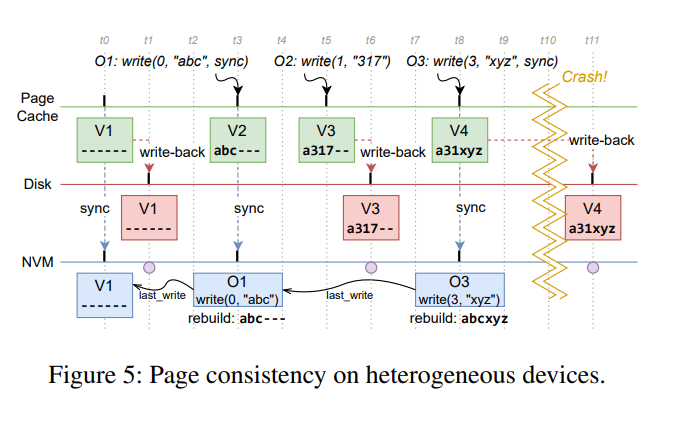 t0 t1 t2 t3 t4 t5 t6 t7 t8 t9 t10 t11
O1: write(0, "abc", sync) O2: write(1, "317") O3: write(3, "xyz", sync)
Crash!
Page
Cache
V1 V2 V3 V4
------ abc--- a317-- a31xyz
write-back write-back write-back
Disk
sync V1 sync V3 sync V4
------ a317-- a31xyz
NVM
V1 O1 O3
------ last_write write(0, "abc") last_write write(3, "xyz")
rebuild: abc--- rebuild: abcxyz
Figure 5: Page consistency on heterogeneous devices.